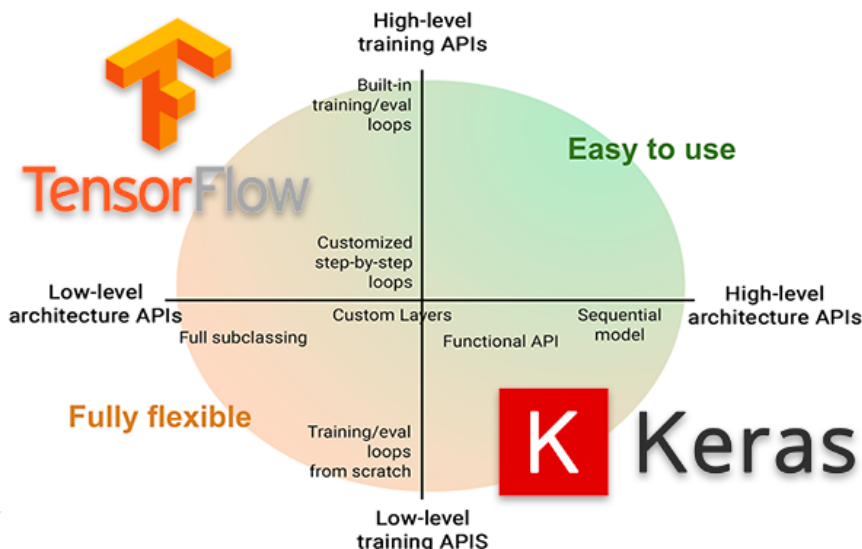 High-level
training APIs
Built-in
training/eval
loops
Easy to use
TensorFlow
Customized
step-by-step
loops
Low-level
architecture APIs
High-level
architecture APIs
Custom Layers
Sequential
model
Full subclassing
Functional API
Fully flexible
Training/eval
loops
from scratch
K Keras
Low-level
training APIS